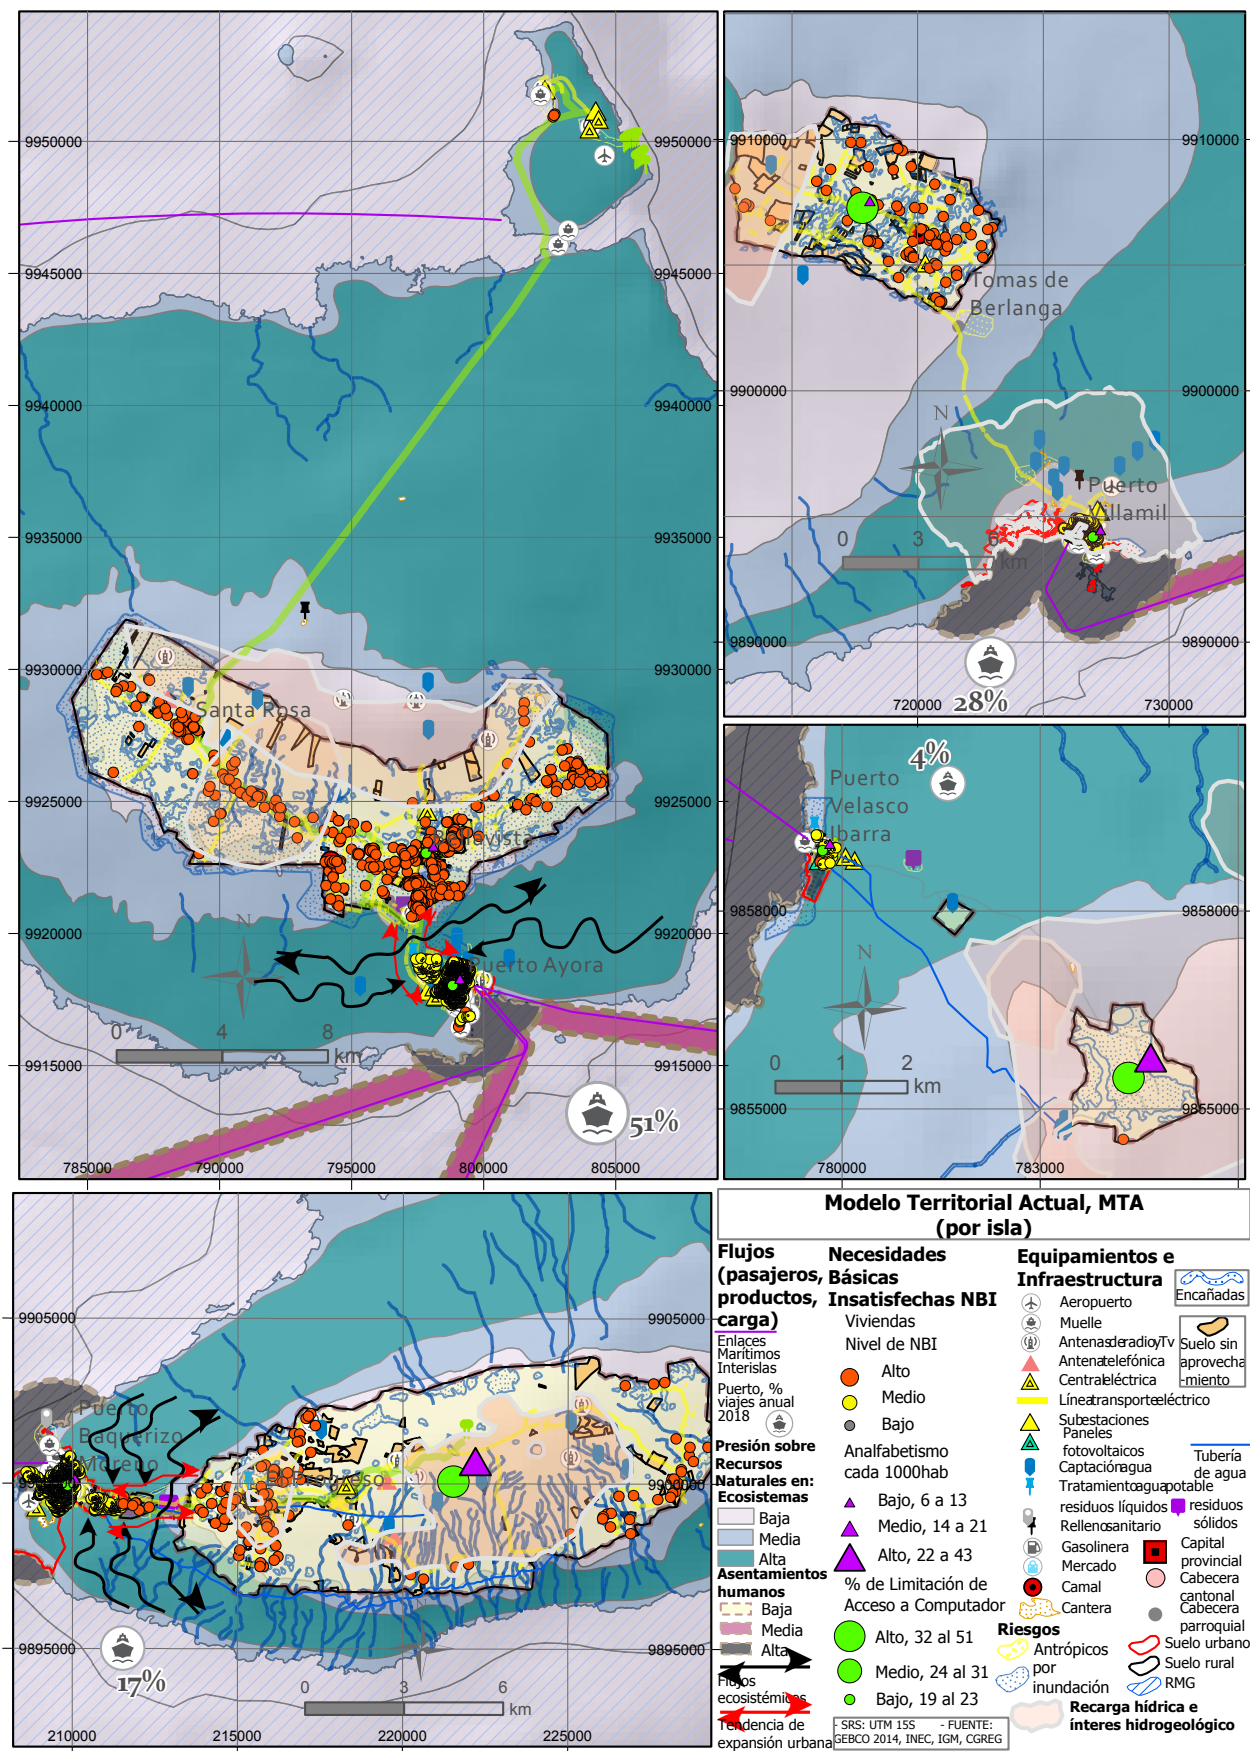 9950000
9950000
9945000
9945000
9940000
9940000
9935000
9935000
9930000
9930000
9925000
9925000
9920000
9920000
9915000
9915000
Santa Rosa
Puerto Ayora
N
0 4 8
km
51%
785000 790000 795000 800000 805000
9910000
9910000
Tomas de
Berlanga
9900000
9900000
N
Puerto
Villamil
0 3 6
km
9890000
9890000
28%
720000 730000
4%
Puerto
Velasco
Ibarra
9858000
9858000
N
0 1 2
km
9855000
9855000
780000 783000
9905000
9905000
Puerto
Baquerizo
Moreno
9900000
9895000
9895000
17%
0 3 6
km
210000 215000 220000 225000
Modelo Territorial Actual, MTA
(por isla)
Flujos
(pasajeros,
productos,
carga)
Enlaces
Marítimos
Interislas
Puerto, %
viajes anual
2018
Presión sobre
Recursos
Naturales en:
Ecosistemas
Baja
Media
Alta
Asentamientos
humanos
Baja
Media
Alta
Flujos
ecosistémicos
Tendencia de
expansión urbana
Necesidades
Básicas
Insatisfechas NBI
Viviendas
Nivel de NBI
Alto
Medio
Bajo
Analfabetismo
cada 1000hab
Bajo, 6 a 13
Medio, 14 a 21
Alto, 22 a 43
% de Limitación de
Acceso a Computador
Alto, 32 al 51
Medio, 24 al 31
Bajo, 19 al 23
- SRS: UTM 15S - FUENTE:
GEBCO 2014, INEC, IGM, CGREG
Equipamientos e
Infraestructura
Aeropuerto
Muelle
AntenasderadioyTv
Antenatelefónica
Centraleléctrica
Líneatransporteeléctrico
Subestaciones
Paneles
fotovoltaicos
Captaciónagua
Tratamientoaguapotable
residuos líquidos
Rellenosanitario
Gasolinera
Mercado
Camal
Cantera
Encañadas
Suelo sin
aprovecha
-miento
Tubería
de agua
residuos
sólidos
Capital
provincial
Cabecera
cantonal
Cabecera
parroquial
Riesgos
Antrópicos
por
inundación
Suelo urbano
Suelo rural
RMG
Recarga hídrica e
ínteres hidrogeológico